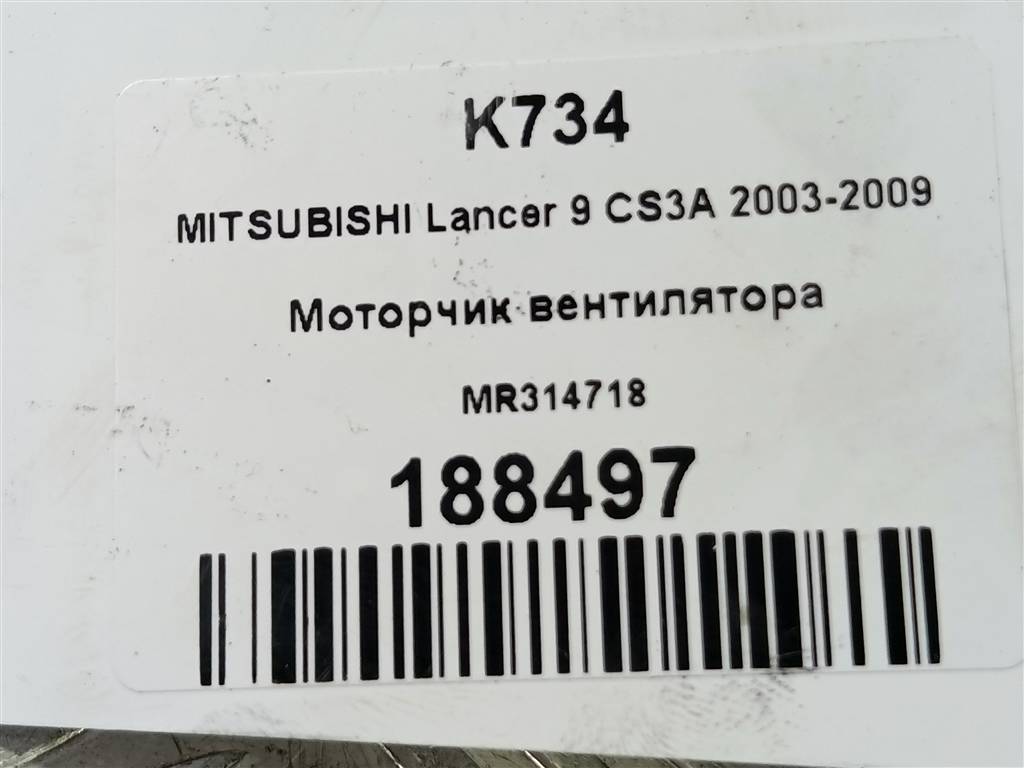 K734
MITSUBISHI Lancer 9 CS3A 2003-2009
Моторчик вентилятора
MR314718
188497